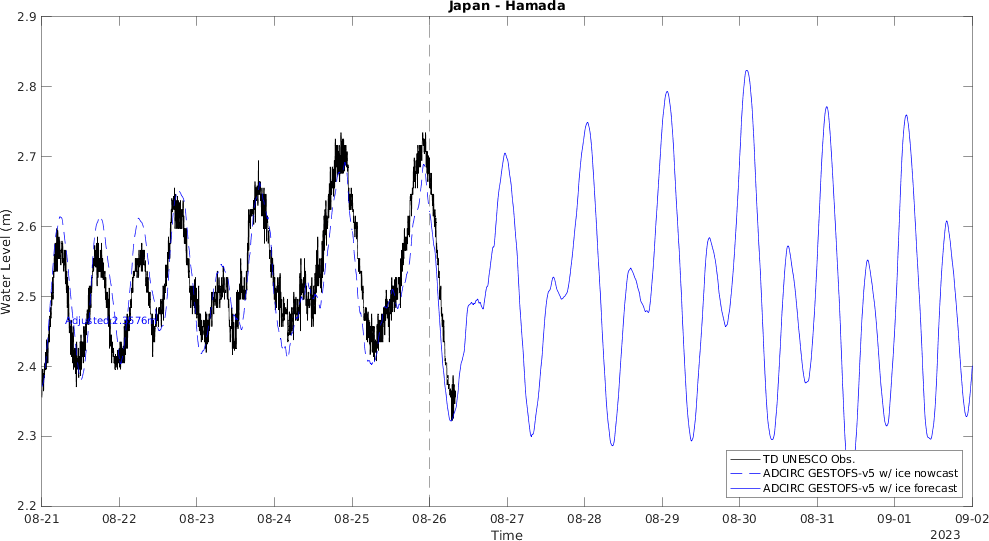 Japan - Hamada
2.9
2.8
2.7
2.6
2.5
2.4
2.3
2.2
Water Level (m)
TD UNESCO Obs.
ADCIRC GESTOFS-v5 w/ ice nowcast
ADCIRC GESTOFS-v5 w/ ice forecast
08-21 08-22 08-23 08-24 08-25 08-26 08-27 08-28 08-29 08-30 08-31 09-01 09-02
Time
2023